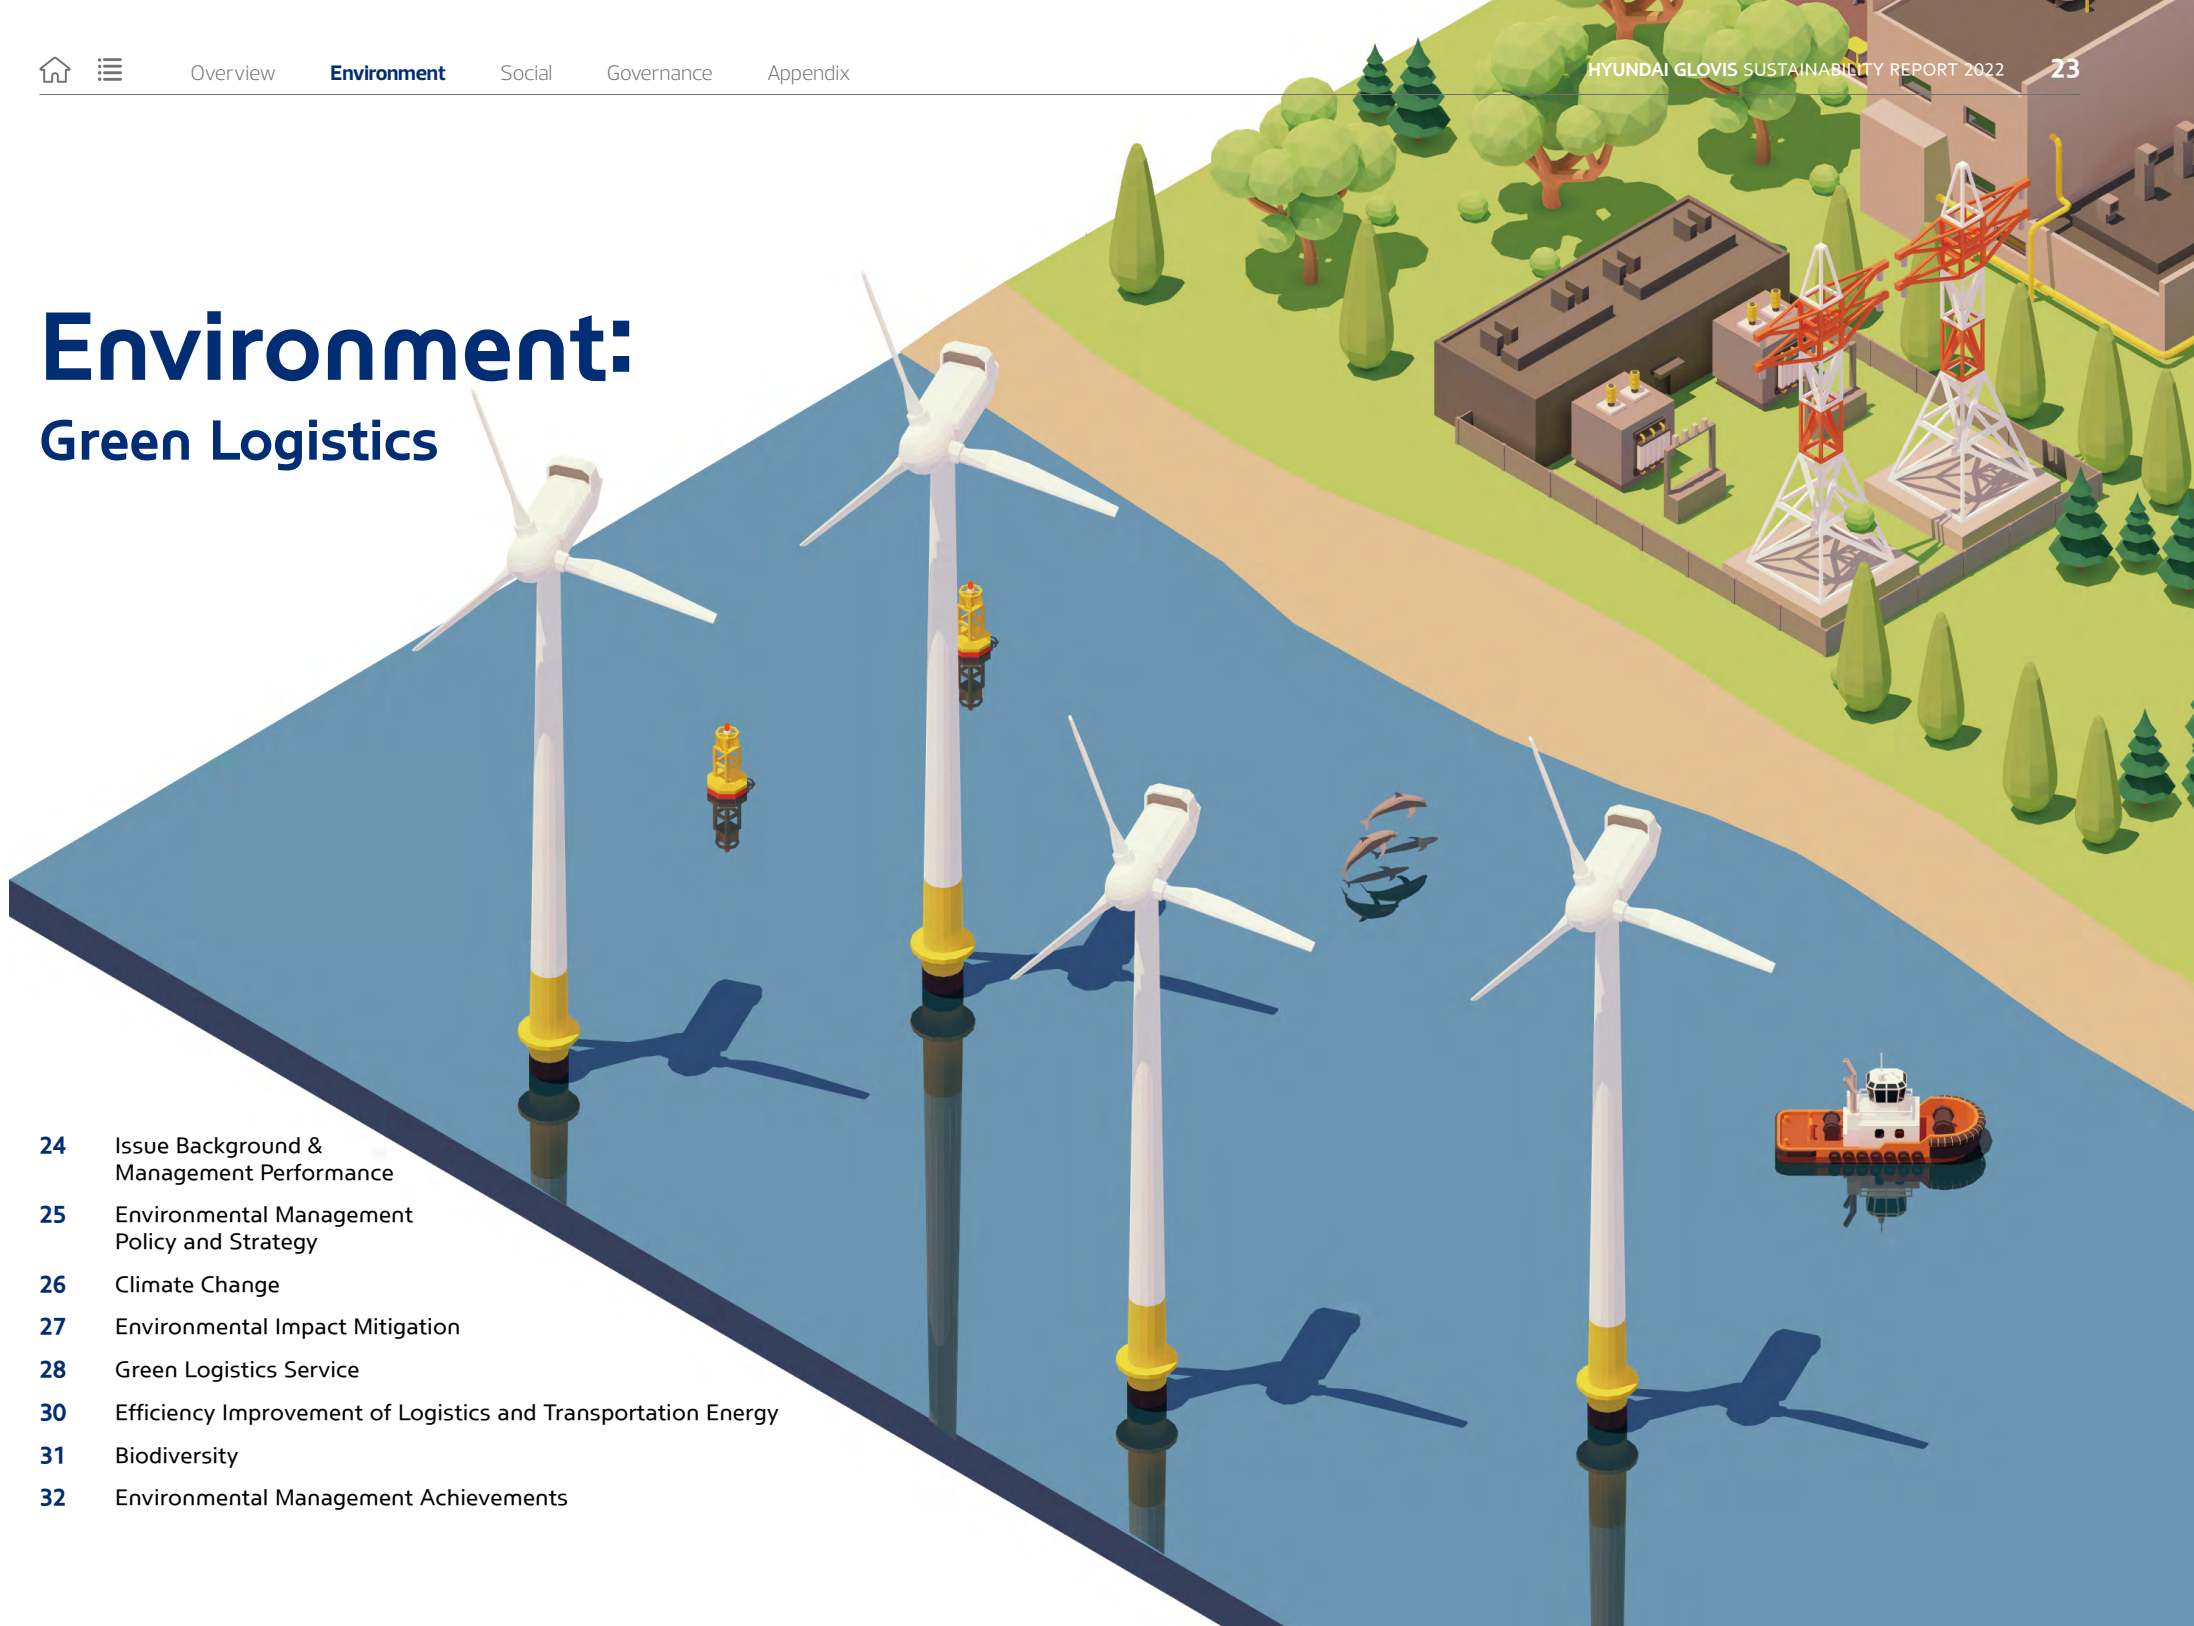 Overview Environment Social Governance Appendix
HYUNDAI GLOVIS SUSTAINABILITY REPORT 2022 23
Environment:
Green Logistics
24 Issue Background &
Management Performance
25 Environmental Management
Policy and Strategy
26 Climate Change
27 Environmental Impact Mitigation
28 Green Logistics Service
30 Efficiency Improvement of Logistics and Transportation Energy
31 Biodiversity
32 Environmental Management Achievements